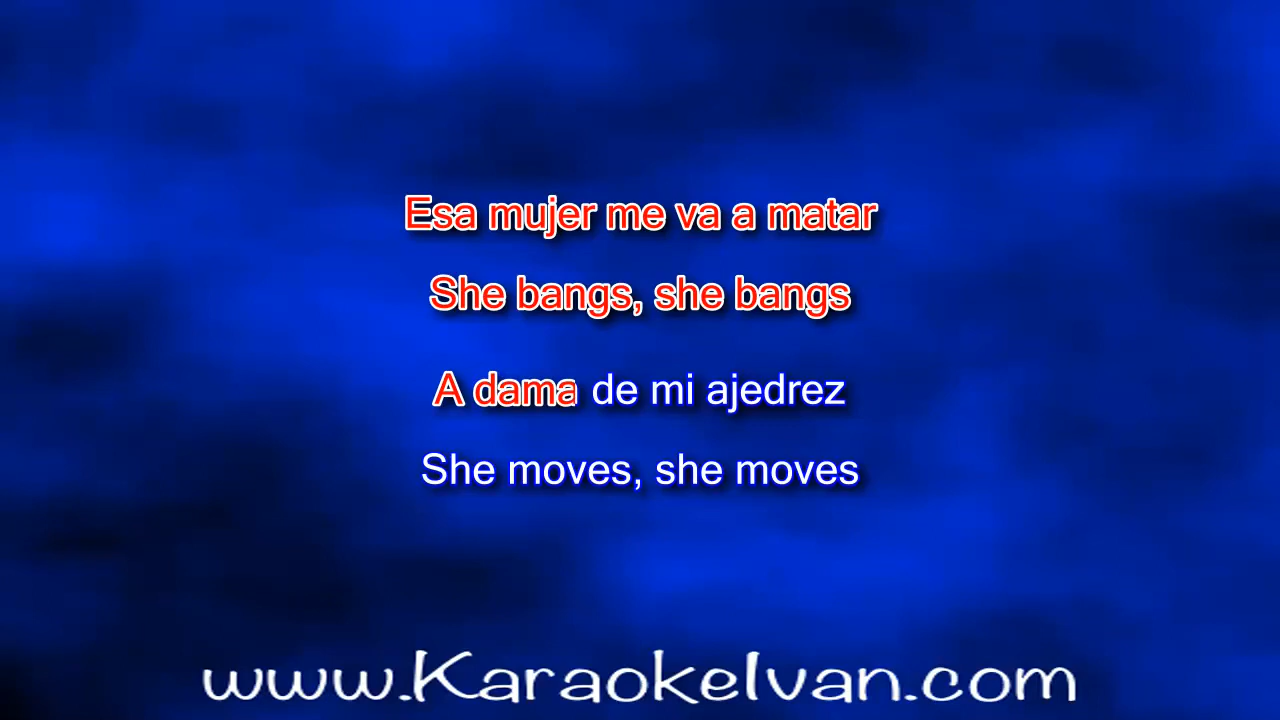 Esa mujer me va a matar
She bangs, she bangs
A dama de mi ajedrez
She moves, she moves
www.KaraokeIvan.com